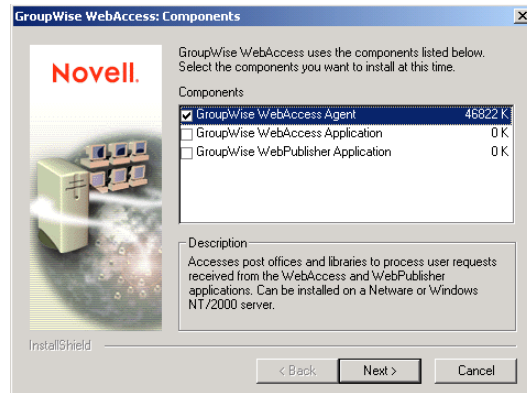 GroupWise WebAccess: Components
Novell.
GroupWise WebAccess uses the components listed below.
Select the components you want to install at this time.
Components
GroupWise WebAccess Agent 46822 K
GroupWise WebAccess Application 0 K
GroupWise WebPublisher Application 0 K
Description
Accesses post offices and libraries to process user requests
received from the WebAccess and WebPublisher
applications. Can be installed on a Netware or Windows
NT/2000 server.
InstallShield
< Back Next > Cancel